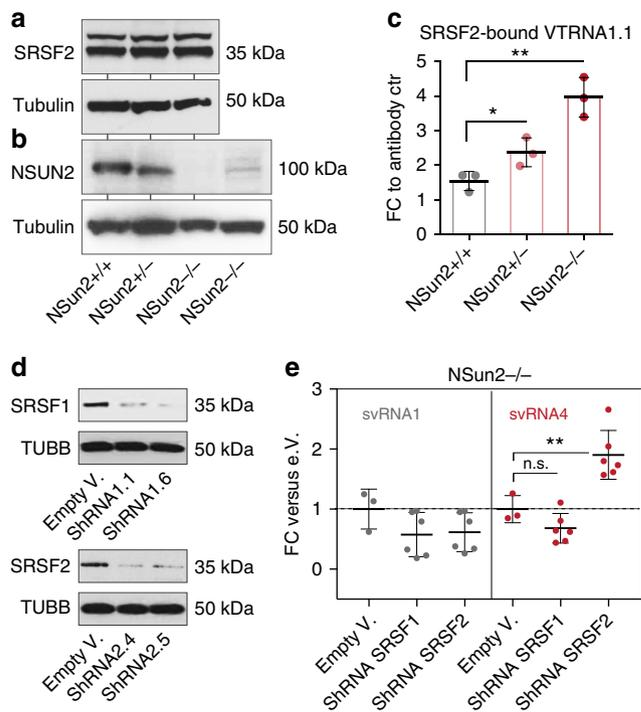 a
SRSF2
35 kDa
Tubulin
50 kDa
b
NSUN2
100 kDa
Tubulin
50 kDa
NSun2+/+
NSun2+/−
NSun2−/−
NSun2−/−
c
SRSF2-bound VTRNA1.1
FC to antibody ctr
5
4
3
2
1
0
**
*
NSun2+/+
NSun2+/−
NSun2−/−
d
SRSF1
35 kDa
TUBB
50 kDa
Empty V.
ShRNA1.1
ShRNA1.6
SRSF2
35 kDa
TUBB
50 kDa
Empty V.
ShRNA2.4
ShRNA2.5
e
NSun2−/−
FC versus e.V.
3
2
1
0
svRNA1
svRNA4
**
n.s.
Empty V.
ShRNA SRSF1
ShRNA SRSF2
Empty V.
ShRNA SRSF1
ShRNA SRSF2